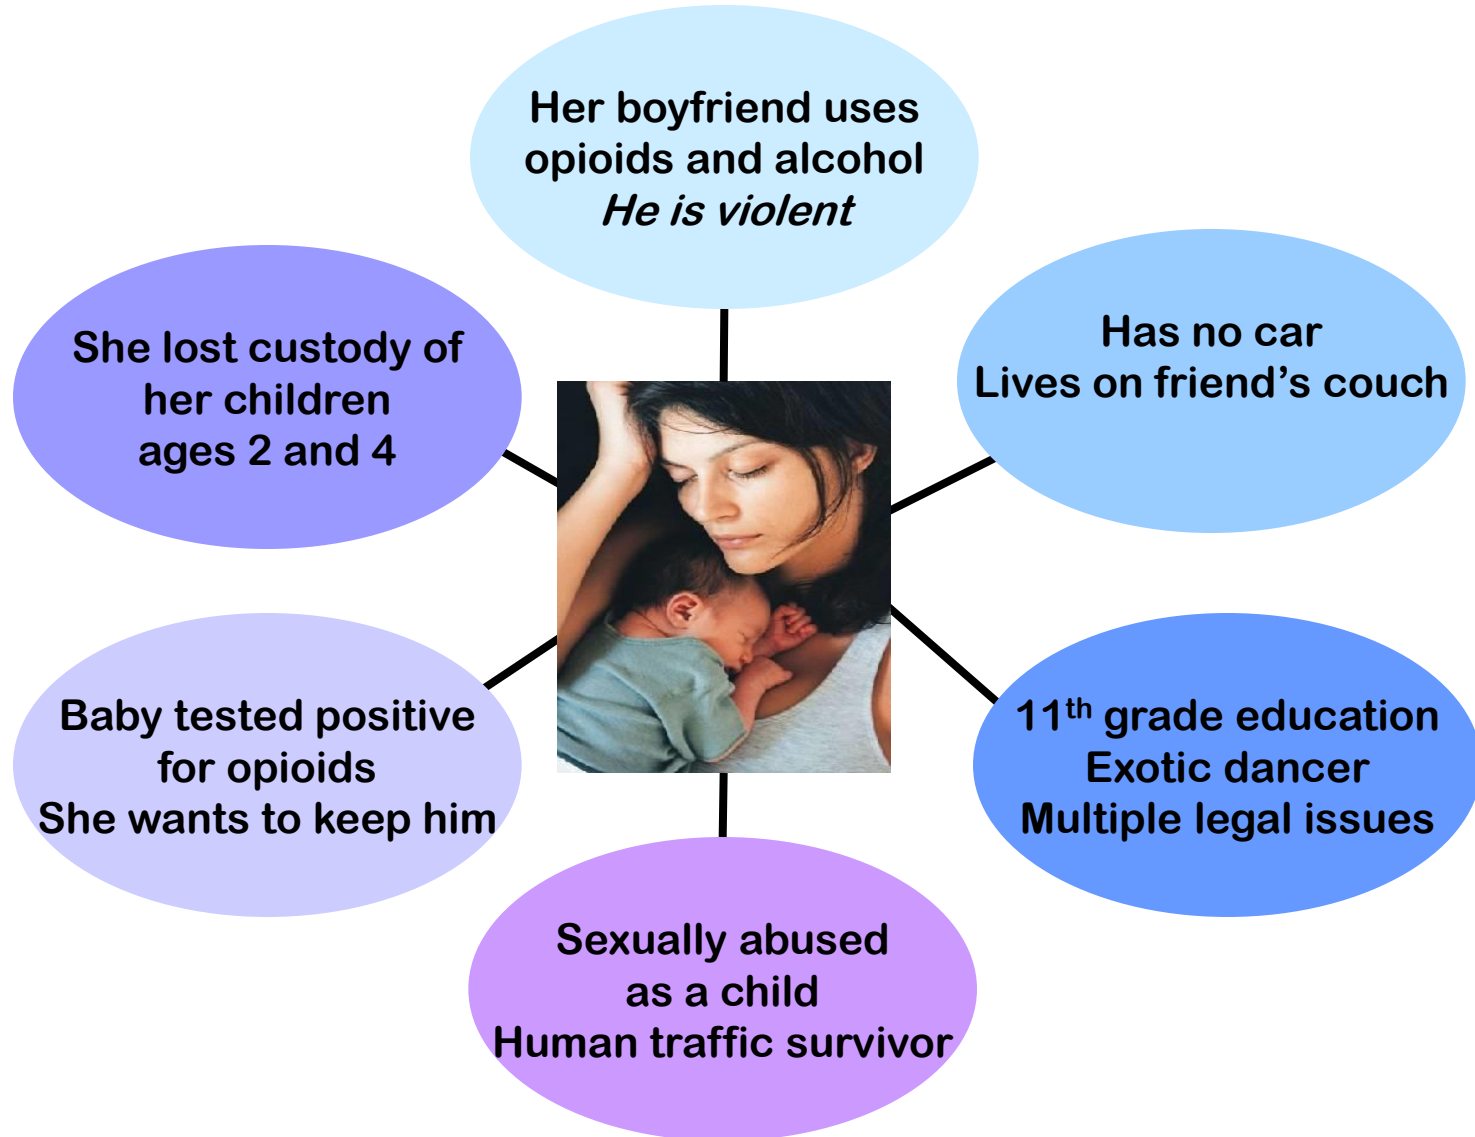 Her boyfriend uses
opioids and alcohol
He is violent
Has no car
Lives on friend’s couch
11th grade education
Exotic dancer
Multiple legal issues
Sexually abused
as a child
Human traffic survivor
Baby tested positive
for opioids
She wants to keep him
She lost custody of
her children
ages 2 and 4